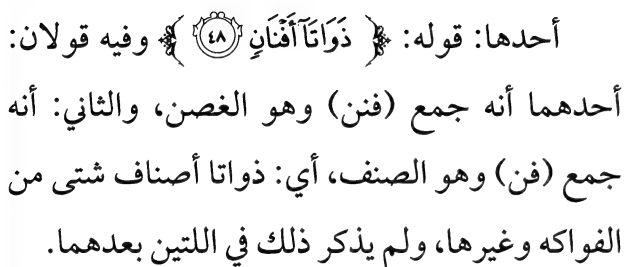 أحدها: قوله: ﴿ ذَوَاتَآ أَفْنَانٍ ٤٨ ﴾ وفيه قولان:
أحدهما أنه جمع (فنن) وهو الغصن، والثاني: أنه
جمع (فن) وهو الصنف، أي: ذواتا أصناف شتى من
الفواكه وغيرها، ولم يذكر ذلك في اللتين بعدهما.